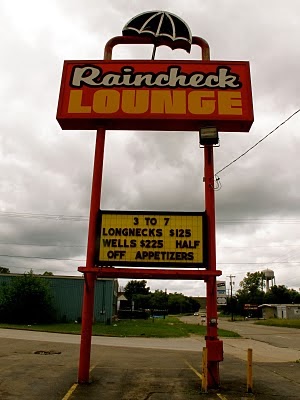 Raincheck
LOUNGE
3 TO 7
LONGNECKS $125
WELLS $225 HALF
OFF APPETIZERS